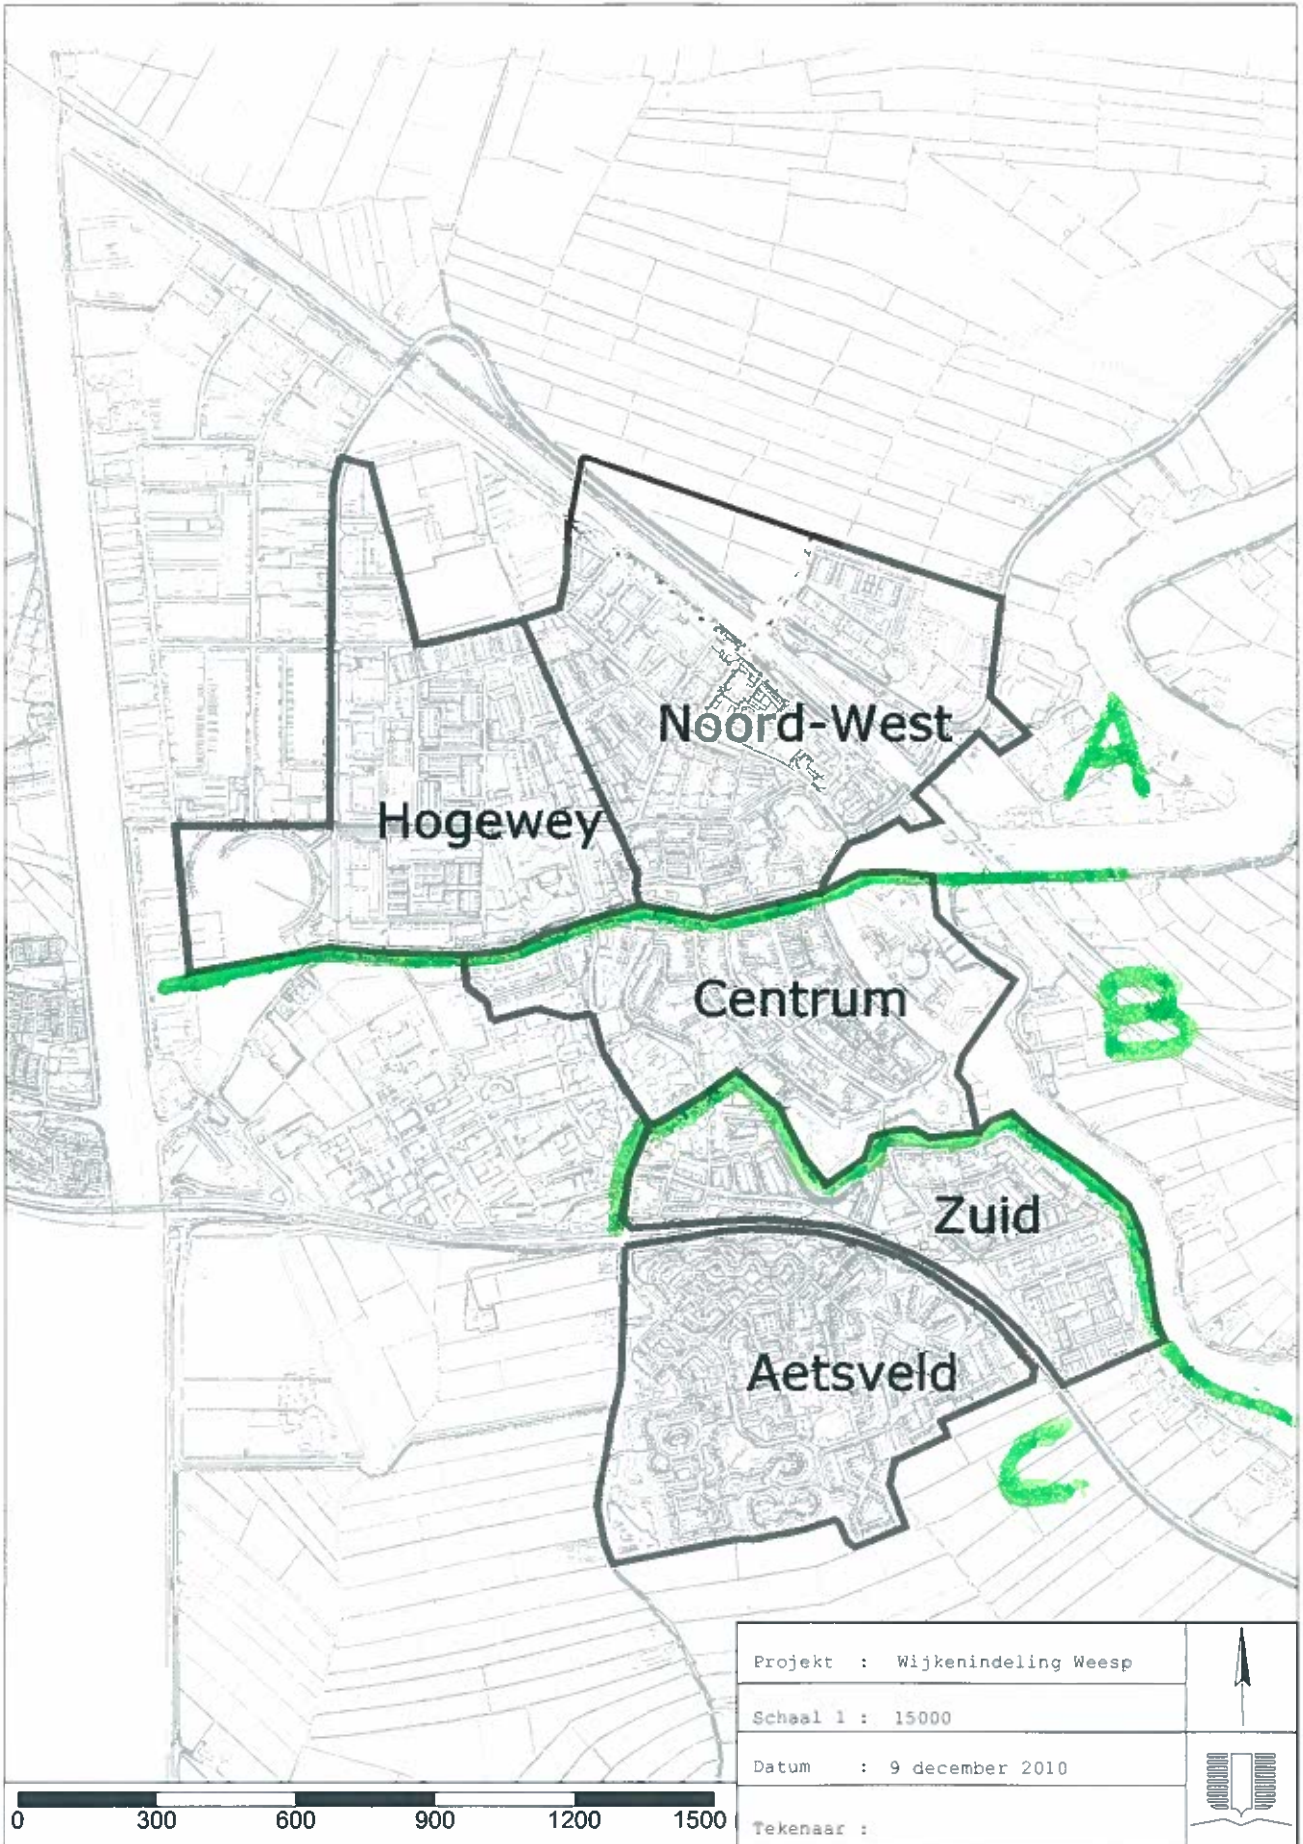 Noord-West
A
Hogewey
B
Centrum
Zuid
Aetsveld
C
Projekt : Wijkenindeling Weesp
Schaal 1 : 15000
Datum : 9 december 2010
Tekenaar :
0 300 600 900 1200 1500